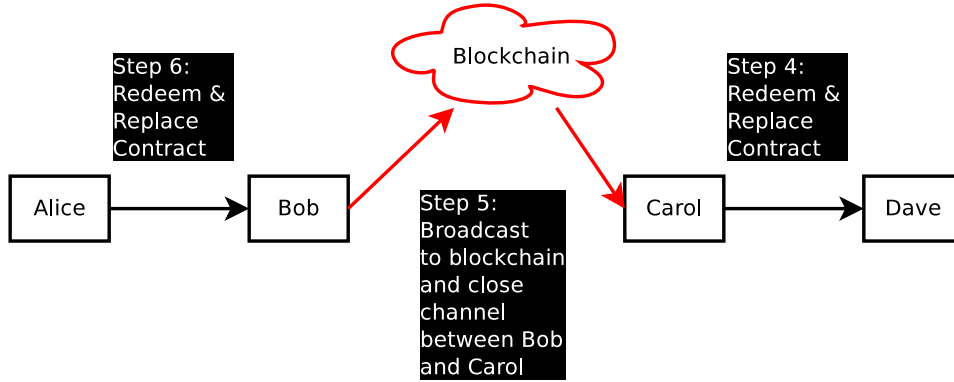 Blockchain
Step 6:
Redeem &
Replace
Contract
Step 4:
Redeem &
Replace
Contract
Alice
Bob
Carol
Dave
Step 5:
Broadcast
to blockchain
and close
channel
between Bob
and Carol